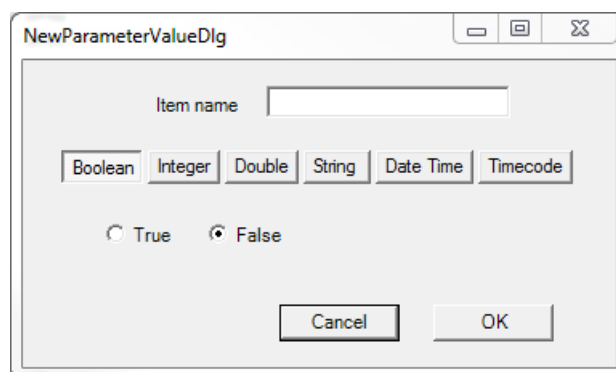 NewParameterValueDlg
Item name
Boolean Integer Double String Date Time Timecode
True False
Cancel OK